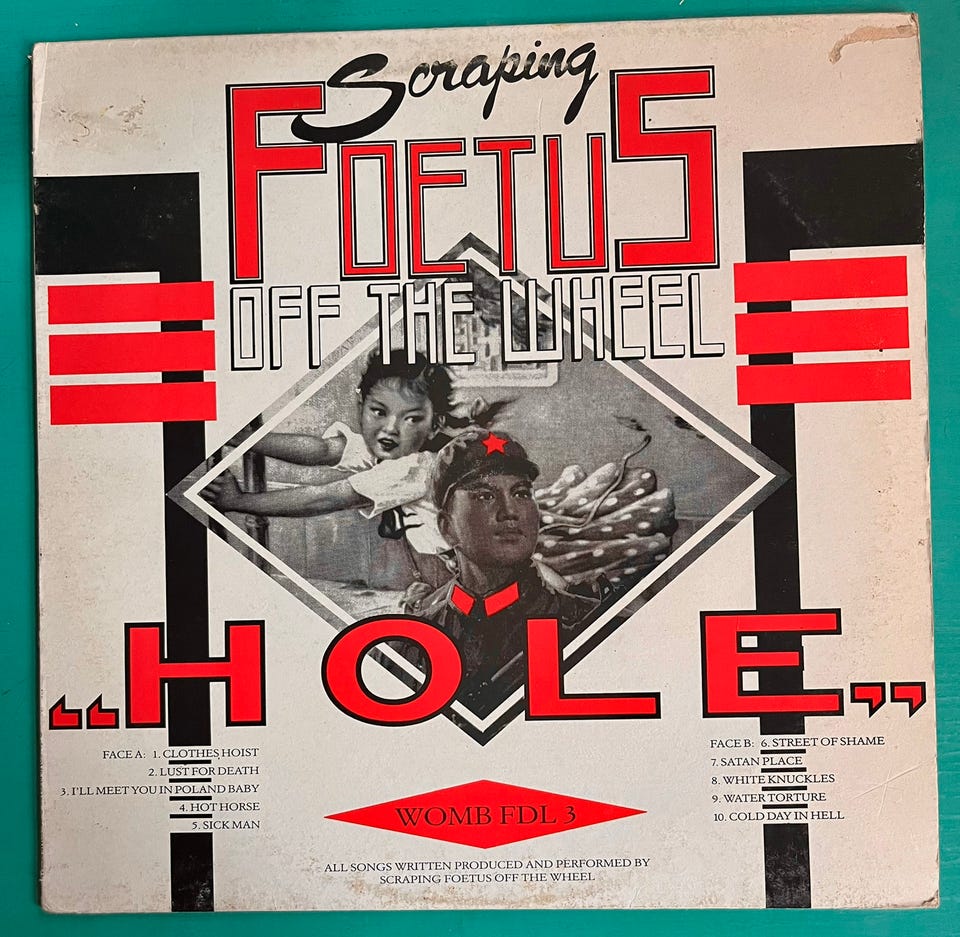 Scraping
FOETUS
OFF THE WHEEL
„HOLE”
FACE A: 1. CLOTHES HOIST
2. LUST FOR DEATH
3. I'LL MEET YOU IN POLAND BABY
4. HOT HORSE
5. SICK MAN
FACE B: 6. STREET OF SHAME
7. SATAN PLACE
8. WHITE KNUCKLES
9. WATER TORTURE
10. COLD DAY IN HELL
WOMB FDL 3
ALL SONGS WRITTEN PRODUCED AND PERFORMED BY
SCRAPING FOETUS OFF THE WHEEL